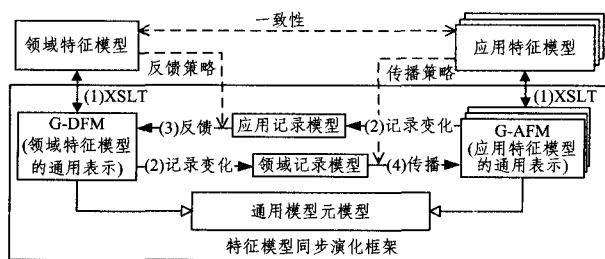 一致性
领域特征模型
应用特征模型
反馈策略
传播策略
(1)XSLT
(1)XSLT
G-DFM
(领域特征模型
的通用表示)
(3)反馈
应用记录模型
(2)记录变化
(2)记录变化
领域记录模型
(4)传播
G-AFM
(应用特征模型
的通用表示)
通用模型元模型
特征模型同步演化框架